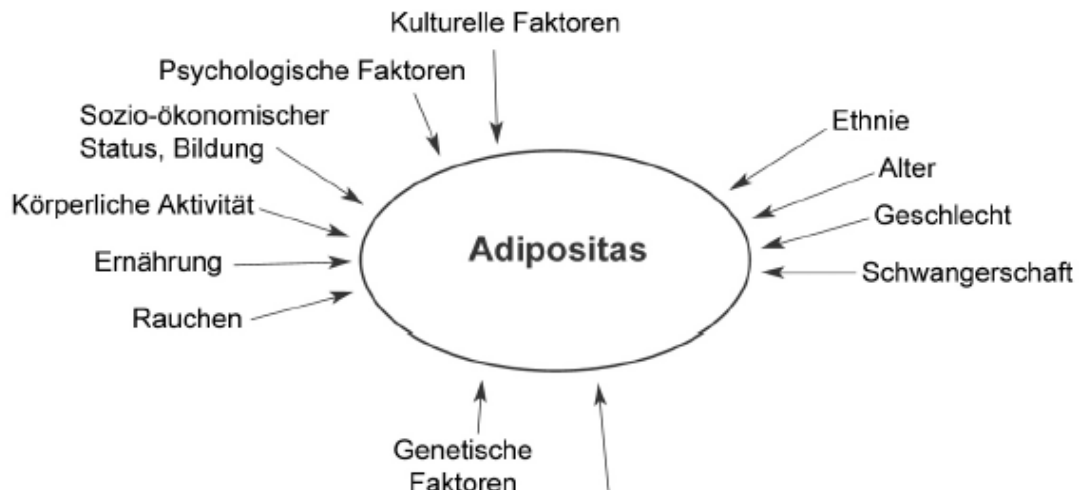 Kulturelle Faktoren
Psychologische Faktoren
Sozio-ökonomischer
Status, Bildung
Körperliche Aktivität
Ernährung
Rauchen
Adipositas
Ethnie
Alter
Geschlecht
Schwangerschaft
Genetische
Faktoren